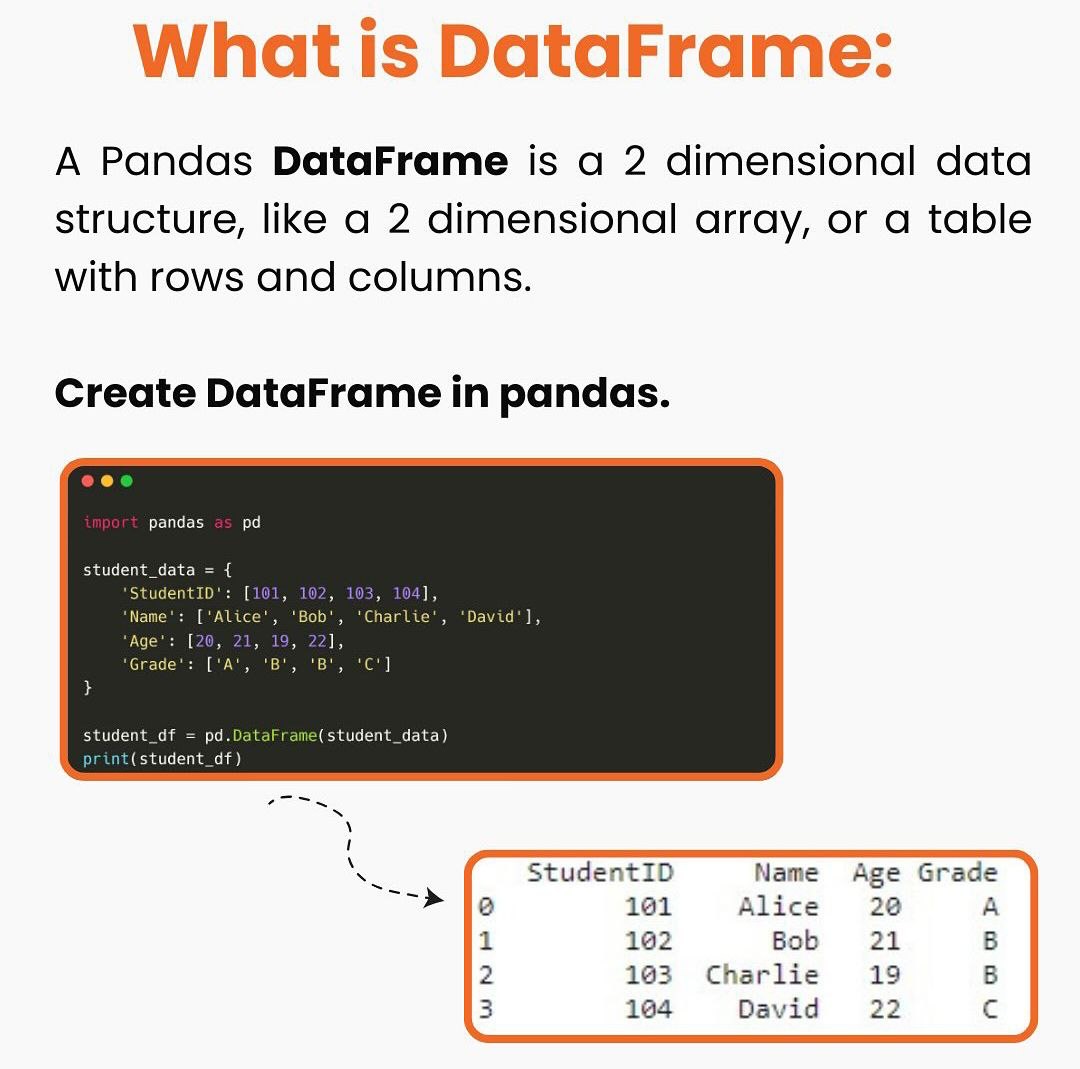 What is DataFrame:
A Pandas DataFrame is a 2 dimensional data
structure, like a 2 dimensional array, or a table
with rows and columns.
Create DataFrame in pandas.
import pandas as pd
student_data = {
    'StudentID': [101, 102, 103, 104],
    'Name': ['Alice', 'Bob', 'Charlie', 'David'],
    'Age': [20, 21, 19, 22],
    'Grade': ['A', 'B', 'B', 'C']
}
student_df = pd.DataFrame(student_data)
print(student_df)
StudentID Name Age Grade
0 101 Alice 20 A
1 102 Bob 21 B
2 103 Charlie 19 B
3 104 David 22 C